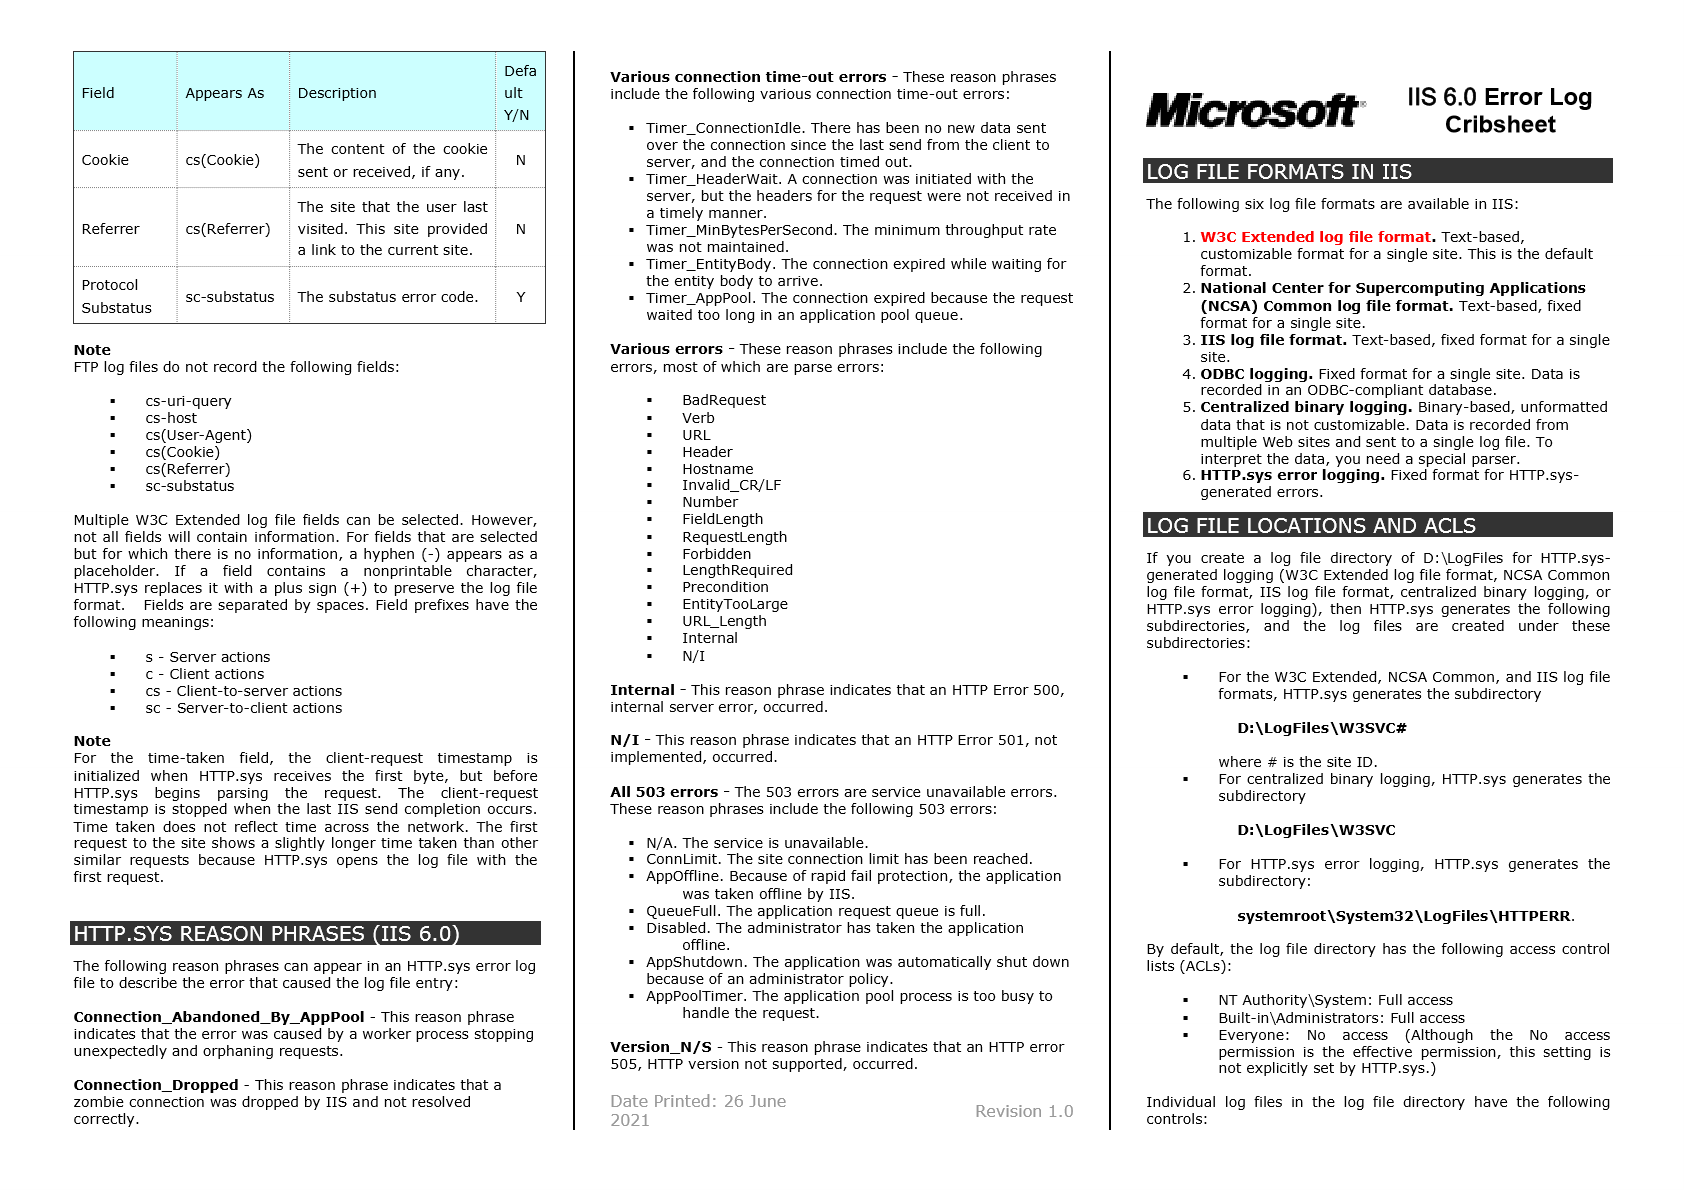 Field
Appears As
Description
Defa
ult
Y/N
Cookie
cs(Cookie)
The content of the cookie
sent or received, if any.
N
Referrer
cs(Referrer)
The site that the user last
visited. This site provided
a link to the current site.
N
Protocol
Substatus
sc-substatus
The substatus error code.
Y
Note
FTP log files do not record the following fields:
▪ cs-uri-query
▪ cs-host
▪ cs(User-Agent)
▪ cs(Cookie)
▪ cs(Referrer)
▪ sc-substatus
Multiple W3C Extended log file fields can be selected. However,
not all fields will contain information. For fields that are selected
but for which there is no information, a hyphen (-) appears as a
placeholder. If a field contains a nonprintable character,
HTTP.sys replaces it with a plus sign (+) to preserve the log file
format. Fields are separated by spaces. Field prefixes have the
following meanings:
▪ s - Server actions
▪ c - Client actions
▪ cs - Client-to-server actions
▪ sc - Server-to-client actions
Note
For the time-taken field, the client-request timestamp is
initialized when HTTP.sys receives the first byte, but before
HTTP.sys begins parsing the request. The client-request
timestamp is stopped when the last IIS send completion occurs.
Time taken does not reflect time across the network. The first
request to the site shows a slightly longer time taken than other
similar requests because HTTP.sys opens the log file with the
first request.
HTTP.SYS REASON PHRASES (IIS 6.0)
The following reason phrases can appear in an HTTP.sys error log
file to describe the error that caused the log file entry:
Connection_Abandoned_By_AppPool - This reason phrase
indicates that the error was caused by a worker process stopping
unexpectedly and orphaning requests.
Connection_Dropped - This reason phrase indicates that a
zombie connection was dropped by IIS and not resolved
correctly.
Various connection time-out errors - These reason phrases
include the following various connection time-out errors:
▪ Timer_ConnectionIdle. There has been no new data sent
over the connection since the last send from the client to
server, and the connection timed out.
▪ Timer_HeaderWait. A connection was initiated with the
server, but the headers for the request were not received in
a timely manner.
▪ Timer_MinBytesPerSecond. The minimum throughput rate
was not maintained.
▪ Timer_EntityBody. The connection expired while waiting for
the entity body to arrive.
▪ Timer_AppPool. The connection expired because the request
waited too long in an application pool queue.
Various errors - These reason phrases include the following
errors, most of which are parse errors:
▪ BadRequest
▪ Verb
▪ URL
▪ Header
▪ Hostname
▪ Invalid_CR/LF
▪ Number
▪ FieldLength
▪ RequestLength
▪ Forbidden
▪ LengthRequired
▪ Precondition
▪ EntityTooLarge
▪ URL_Length
▪ Internal
▪ N/I
Internal - This reason phrase indicates that an HTTP Error 500,
internal server error, occurred.
N/I - This reason phrase indicates that an HTTP Error 501, not
implemented, occurred.
All 503 errors - The 503 errors are service unavailable errors.
These reason phrases include the following 503 errors:
▪ N/A. The service is unavailable.
▪ ConnLimit. The site connection limit has been reached.
▪ AppOffline. Because of rapid fail protection, the application
was taken offline by IIS.
▪ QueueFull. The application request queue is full.
▪ Disabled. The administrator has taken the application
offline.
▪ AppShutdown. The application was automatically shut down
because of an administrator policy.
▪ AppPoolTimer. The application pool process is too busy to
handle the request.
Version_N/S - This reason phrase indicates that an HTTP error
505, HTTP version not supported, occurred.
Date Printed: 26 June
2021
Revision 1.0
Microsoft®
IIS 6.0 Error Log
Cribsheet
LOG FILE FORMATS IN IIS
The following six log file formats are available in IIS:
1. W3C Extended log file format. Text-based,
customizable format for a single site. This is the default
format.
2. National Center for Supercomputing Applications
(NCSA) Common log file format. Text-based, fixed
format for a single site.
3. IIS log file format. Text-based, fixed format for a single
site.
4. ODBC logging. Fixed format for a single site. Data is
recorded in an ODBC-compliant database.
5. Centralized binary logging. Binary-based, unformatted
data that is not customizable. Data is recorded from
multiple Web sites and sent to a single log file. To
interpret the data, you need a special parser.
6. HTTP.sys error logging. Fixed format for HTTP.sys-
generated errors.
LOG FILE LOCATIONS AND ACLS
If you create a log file directory of D:\LogFiles for HTTP.sys-
generated logging (W3C Extended log file format, NCSA Common
log file format, IIS log file format, centralized binary logging, or
HTTP.sys error logging), then HTTP.sys generates the following
subdirectories, and the log files are created under these
subdirectories:
▪ For the W3C Extended, NCSA Common, and IIS log file
formats, HTTP.sys generates the subdirectory
D:\LogFiles\W3SVC#
where # is the site ID.
▪ For centralized binary logging, HTTP.sys generates the
subdirectory
D:\LogFiles\W3SVC
▪ For HTTP.sys error logging, HTTP.sys generates the
subdirectory:
systemroot\System32\LogFiles\HTTPERR.
By default, the log file directory has the following access control
lists (ACLs):
▪ NT Authority\System: Full access
▪ Built-in\Administrators: Full access
▪ Everyone: No access (Although the No access
permission is the effective permission, this setting is
not explicitly set by HTTP.sys.)
Individual log files in the log file directory have the following
controls: